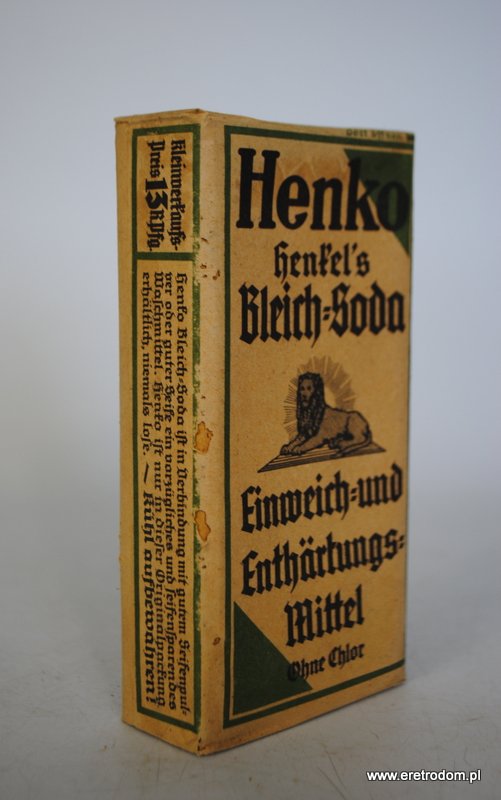 Henko
Henkel's
Bleich=Soda
Einweich=und
Enthärtungs=
Mittel
Ohne Chlor
Kleinverkaufs=
Preis 13 RPfg.
Henko Bleich=Soda ist in Verbindung mit gutem Seifenpul=
ver oder guter Seife ein vorzügliches und seifensparendes
Waschmittel. Henko ist nur in dieser Originalpackung
erhältlich, niemals lose. — Kühl aufbewahren!
www.eretrodom.pl